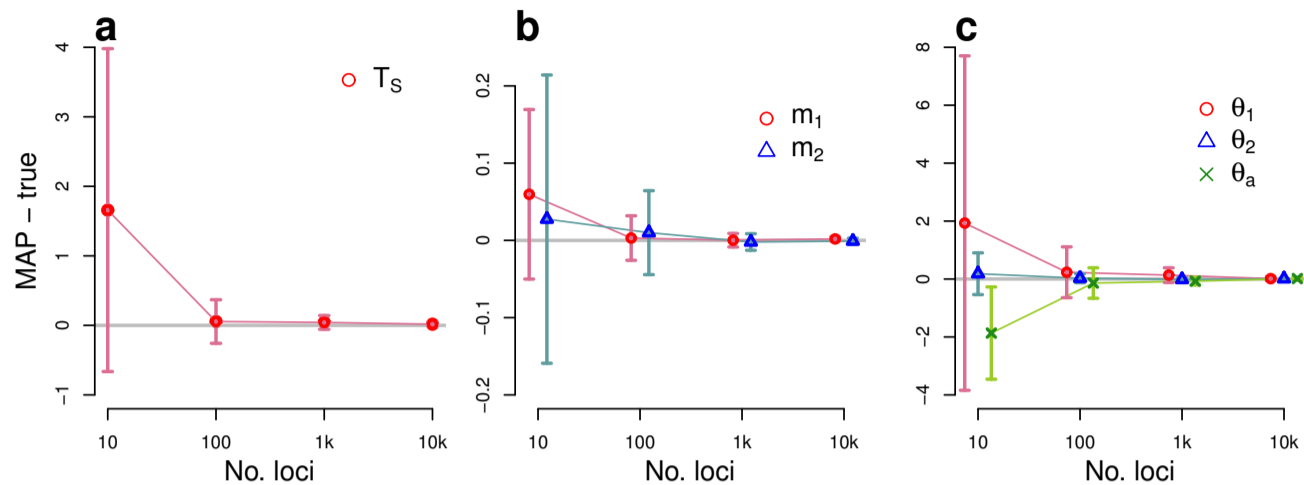 a
MAP − true
4
3
2
1
0
−1
T_S
10 100 1k 10k
No. loci
b
0.2
0.1
0
−0.1
−0.2
m_1
m_2
10 100 1k 10k
No. loci
c
8
6
4
2
0
−2
−4
θ_1
θ_2
θ_a
10 100 1k 10k
No. loci